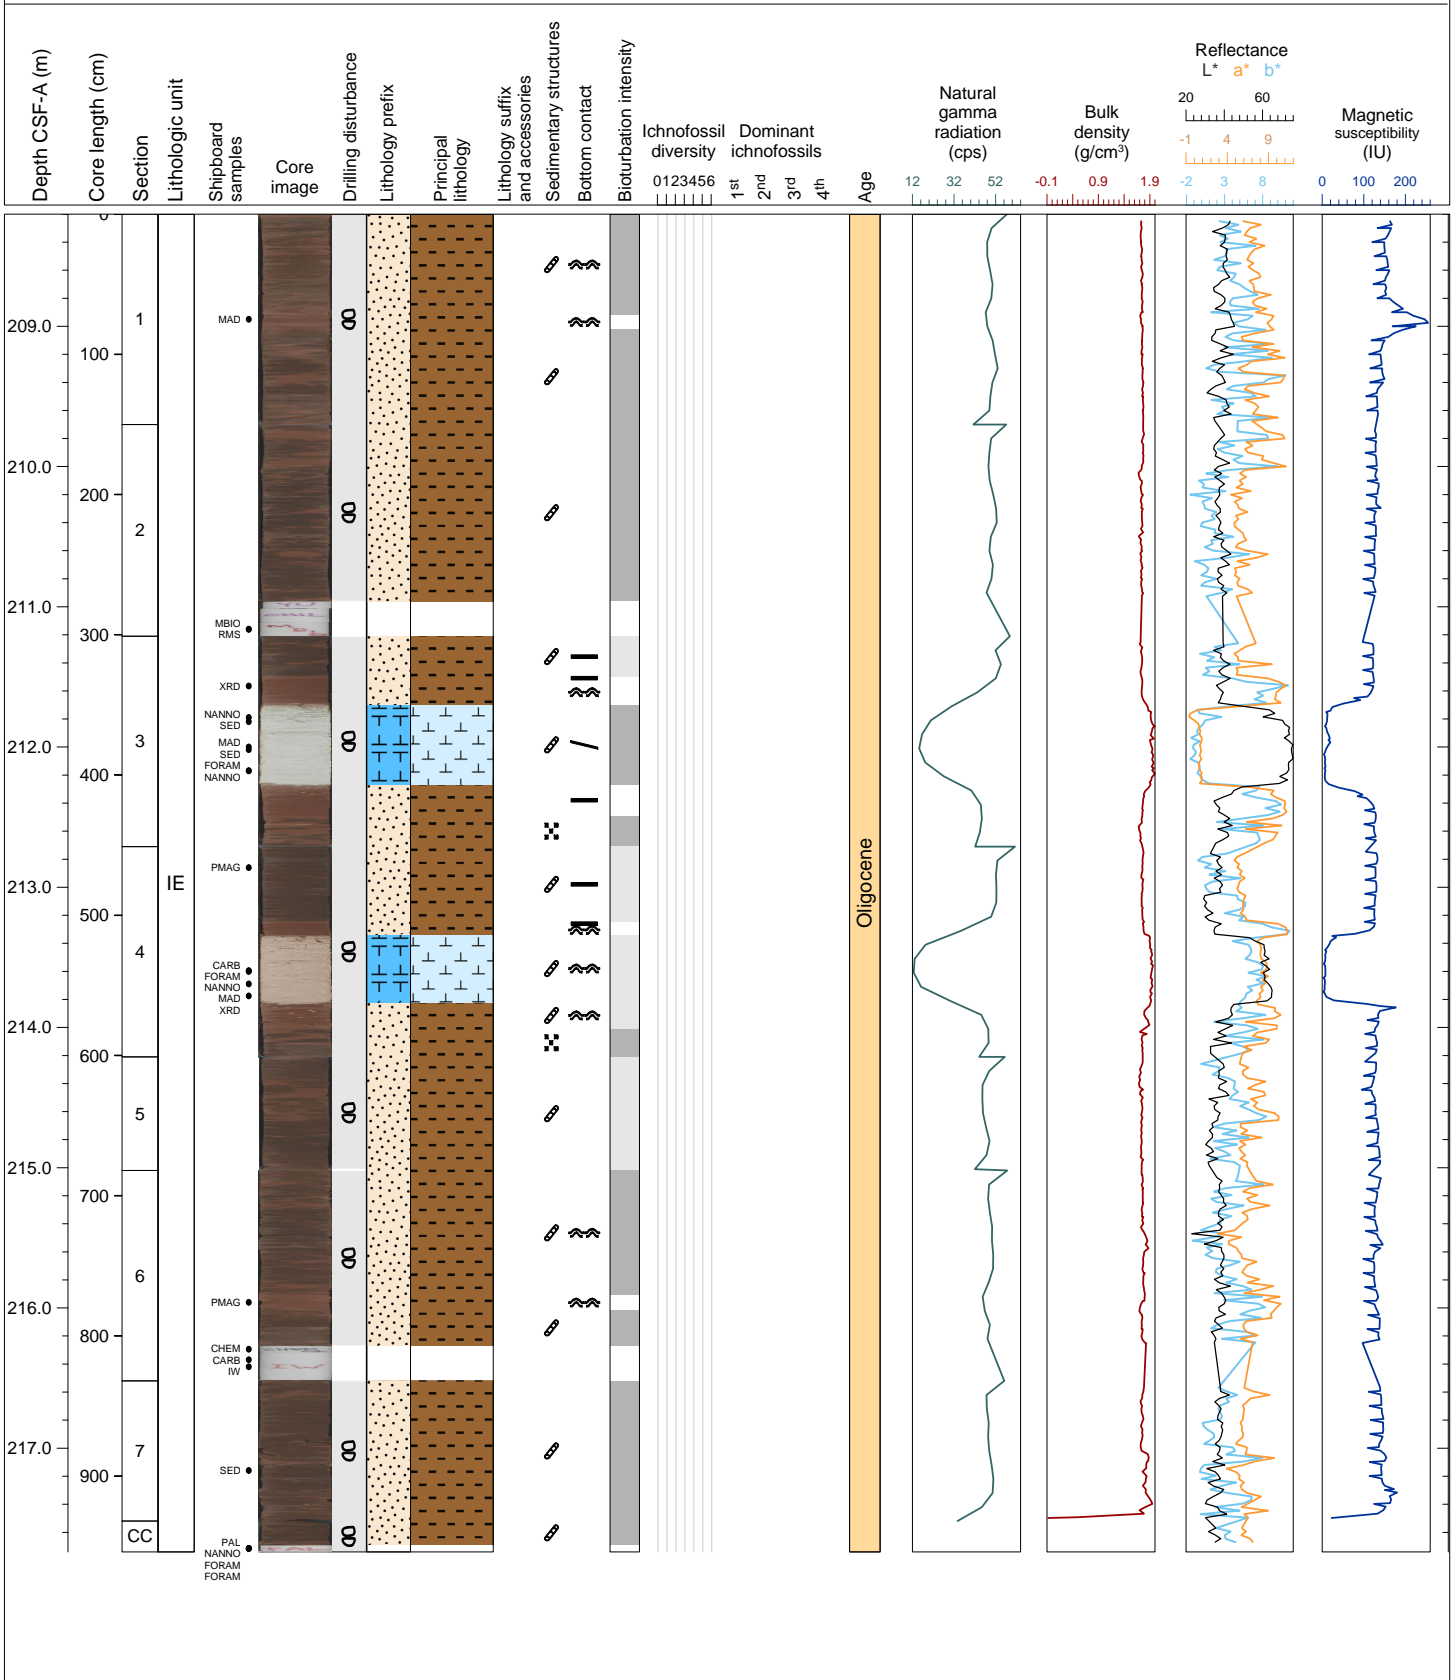 Depth CSF-A (m)
Core length (cm)
Section
Lithologic unit
Shipboard
samples
Core
image
Drilling disturbance
Lithology prefix
Principal
lithology
Lithology suffix
and accessories
Sedimentary structures
Bottom contact
Bioturbation intensity
Ichnofossil
diversity
0123456
Dominant
ichnofossils
1st
2nd
3rd
4th
Age
Natural
gamma
radiation
(cps)
12 32 52
Bulk
density
(g/cm³)
-0.1 0.9 1.9
Reflectance
L* a* b*
20 60
-1 4 9
-2 3 8
Magnetic
susceptibility
(IU)
0 100 200
0
1
MAD
209.0
100
210.0
200
2
211.0
MBIO
RMS
300
XRD
NANNO
SED
3
MAD
212.0
SED
FORAM
400
NANNO
PMAG
IE
213.0
Oligocene
500
4
CARB
FORAM
NANNO
MAD
XRD
214.0
600
5
215.0
700
6
PMAG
216.0
800
CHEM
CARB
IW
217.0
7
SED
900
CC
PAL
NANNO
FORAM
FORAM